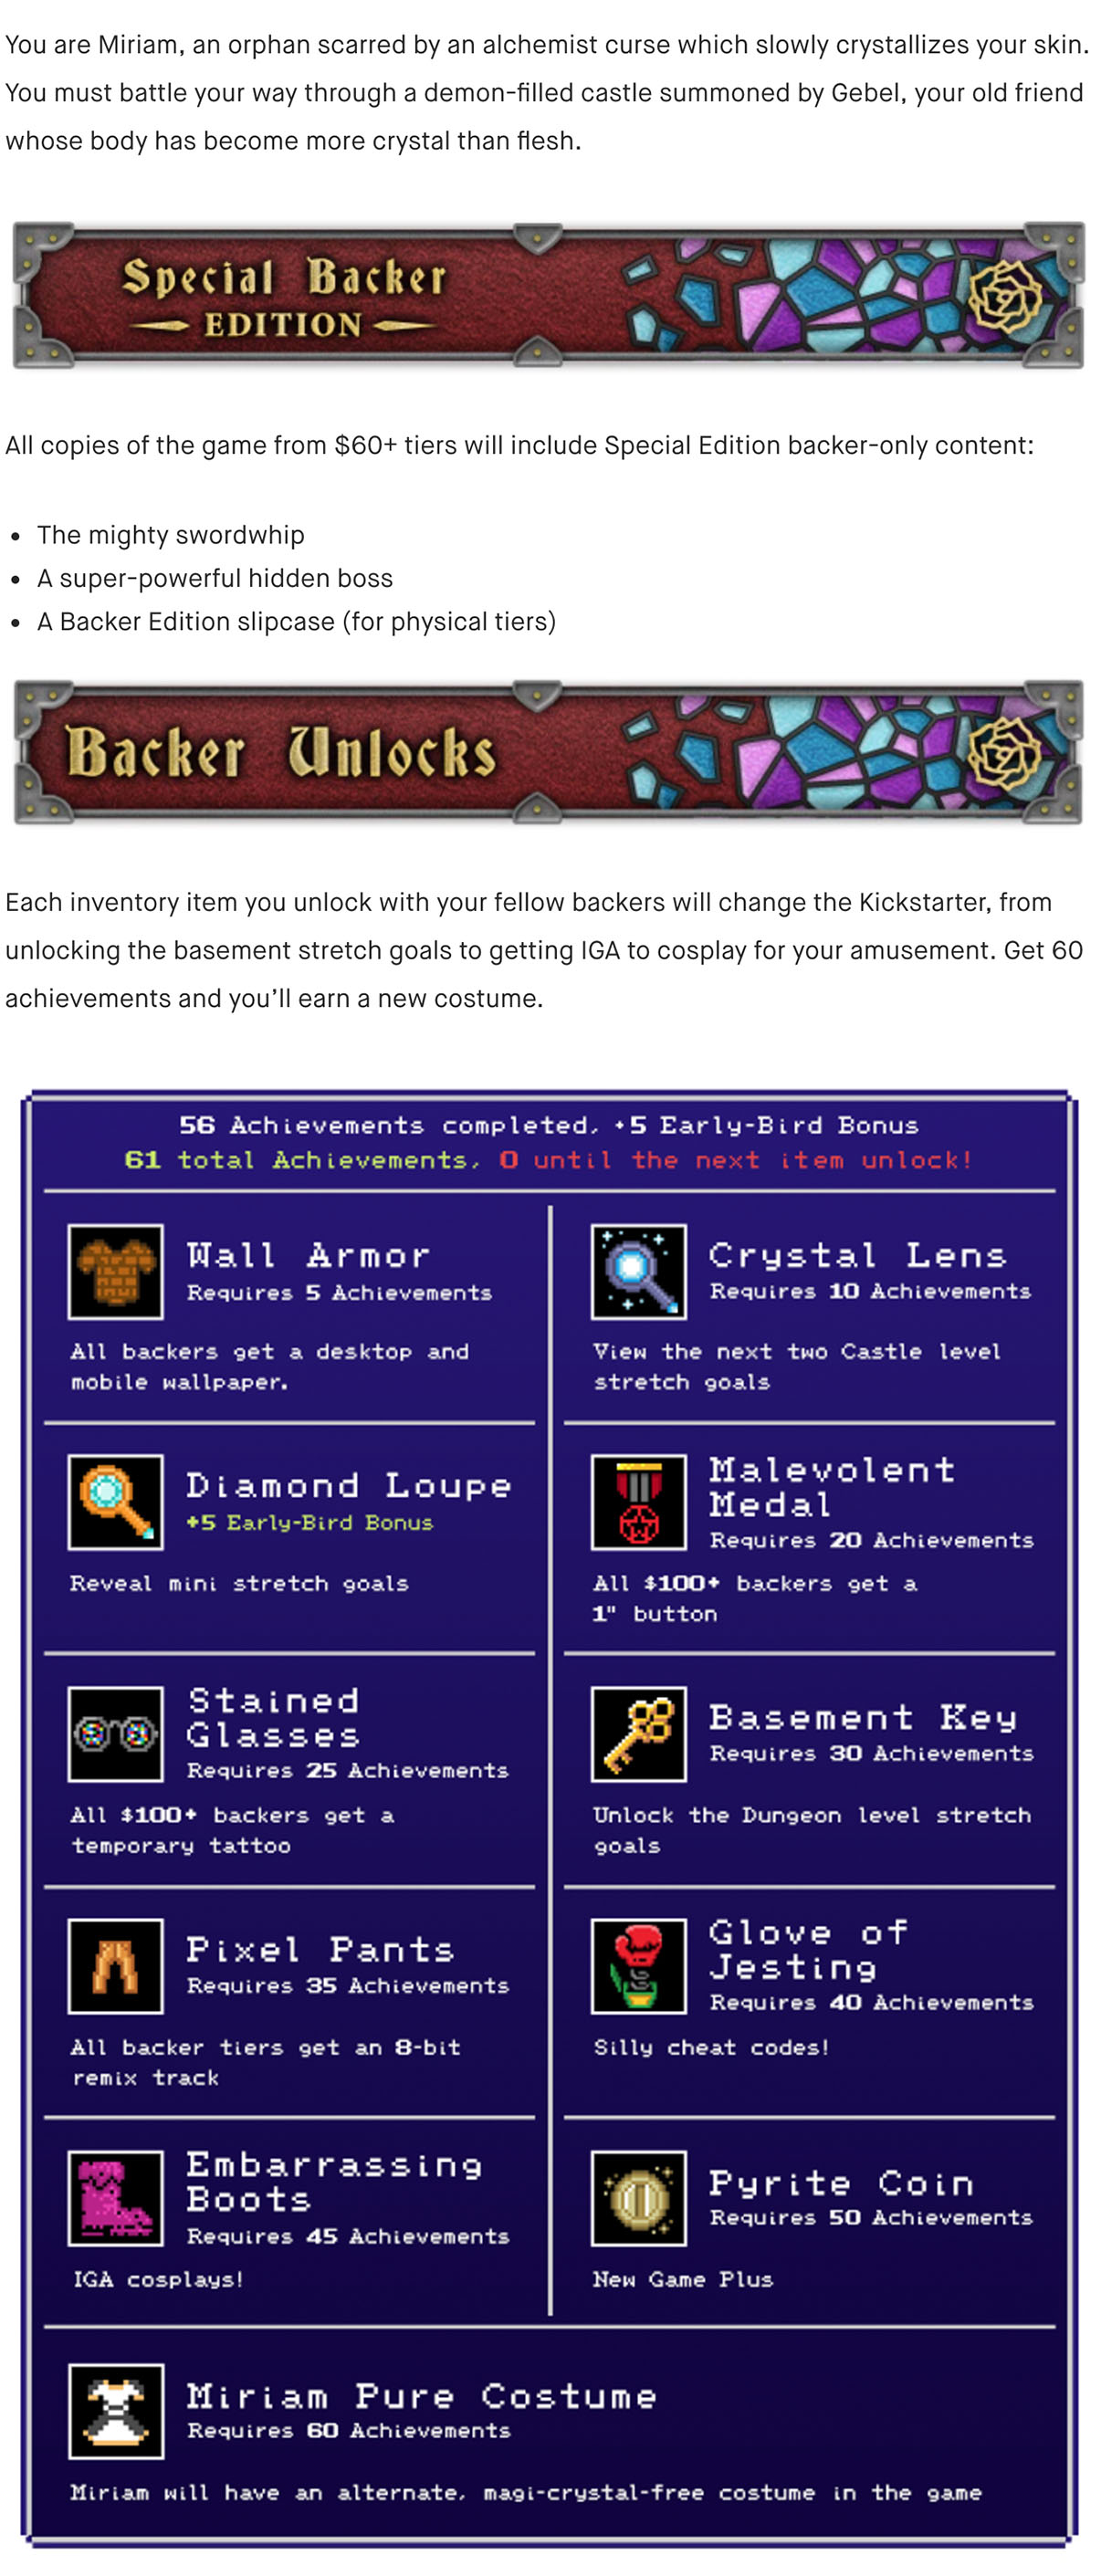 You are Miriam, an orphan scarred by an alchemist curse which slowly crystallizes your skin.
You must battle your way through a demon-filled castle summoned by Gebel, your old friend
whose body has become more crystal than flesh.
Special Backer
EDITION
All copies of the game from $60+ tiers will include Special Edition backer-only content:
• The mighty swordwhip
• A super-powerful hidden boss
• A Backer Edition slipcase (for physical tiers)
Backer Unlocks
Each inventory item you unlock with your fellow backers will change the Kickstarter, from
unlocking the basement stretch goals to getting IGA to cosplay for your amusement. Get 60
achievements and you’ll earn a new costume.
56 Achievements completed, +5 Early-Bird Bonus
61 total Achievements, 0 until the next item unlock!
Wall Armor
Requires 5 Achievements
All backers get a desktop and
mobile wallpaper.
Crystal Lens
Requires 10 Achievements
View the next two Castle level
stretch goals
Diamond Loupe
+5 Early-Bird Bonus
Reveal mini stretch goals
Malevolent
Medal
Requires 20 Achievements
All $100+ backers get a
1" button
Stained
Glasses
Requires 25 Achievements
All $100+ backers get a
temporary tattoo
Basement Key
Requires 30 Achievements
Unlock the Dungeon level stretch
goals
Pixel Pants
Requires 35 Achievements
All backer tiers get an 8-bit
remix track
Glove of
Jesting
Requires 40 Achievements
Silly cheat codes!
Embarrassing
Boots
Requires 45 Achievements
IGA cosplays!
Pyrite Coin
Requires 50 Achievements
New Game Plus
Miriam Pure Costume
Requires 60 Achievements
Miriam will have an alternate, magi-crystal-free costume in the game